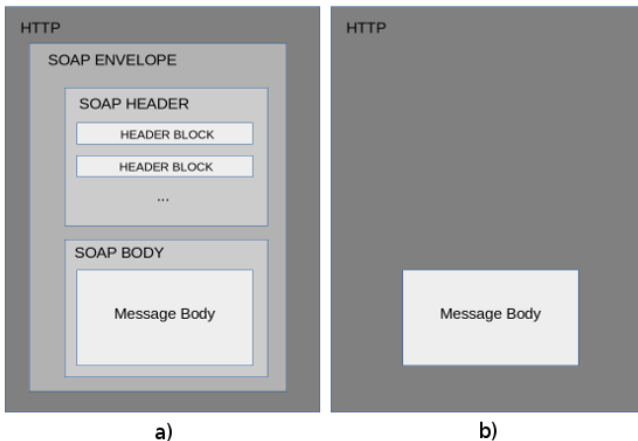 HTTP
SOAP ENVELOPE
SOAP HEADER
HEADER BLOCK
HEADER BLOCK
...
SOAP BODY
Message Body
a)
HTTP
Message Body
b)